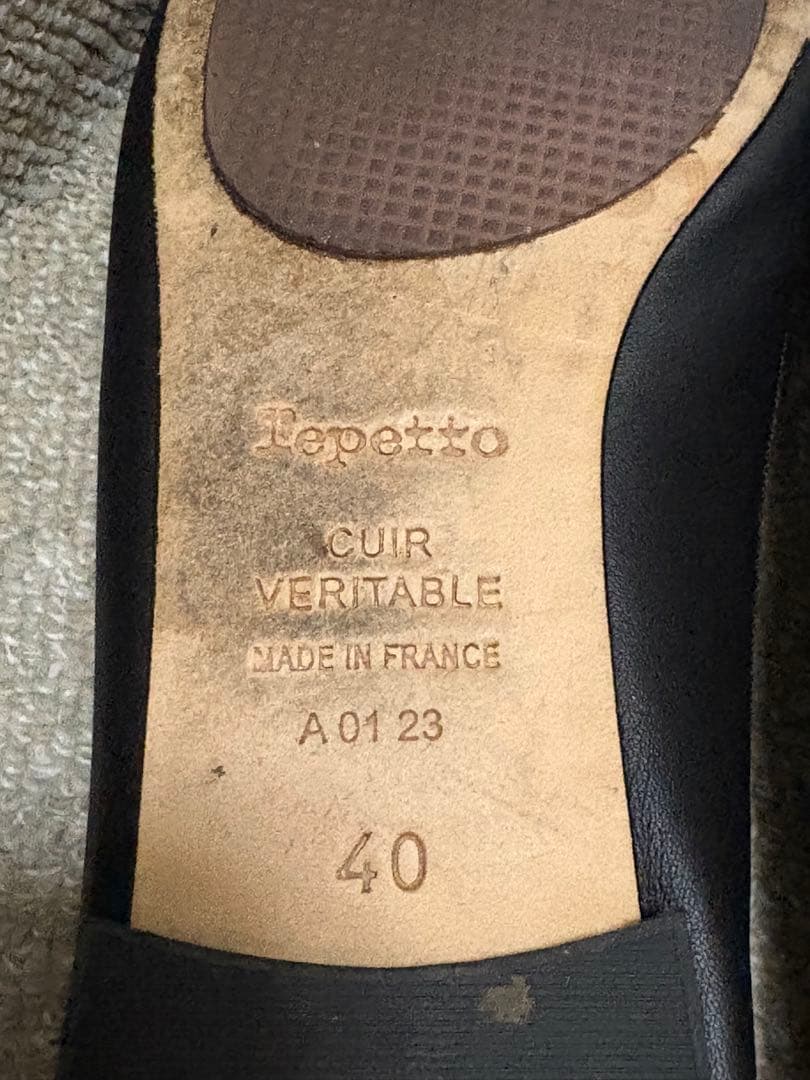 repetto
CUIR
VERITABLE
MADE IN FRANCE
A 01 23
40